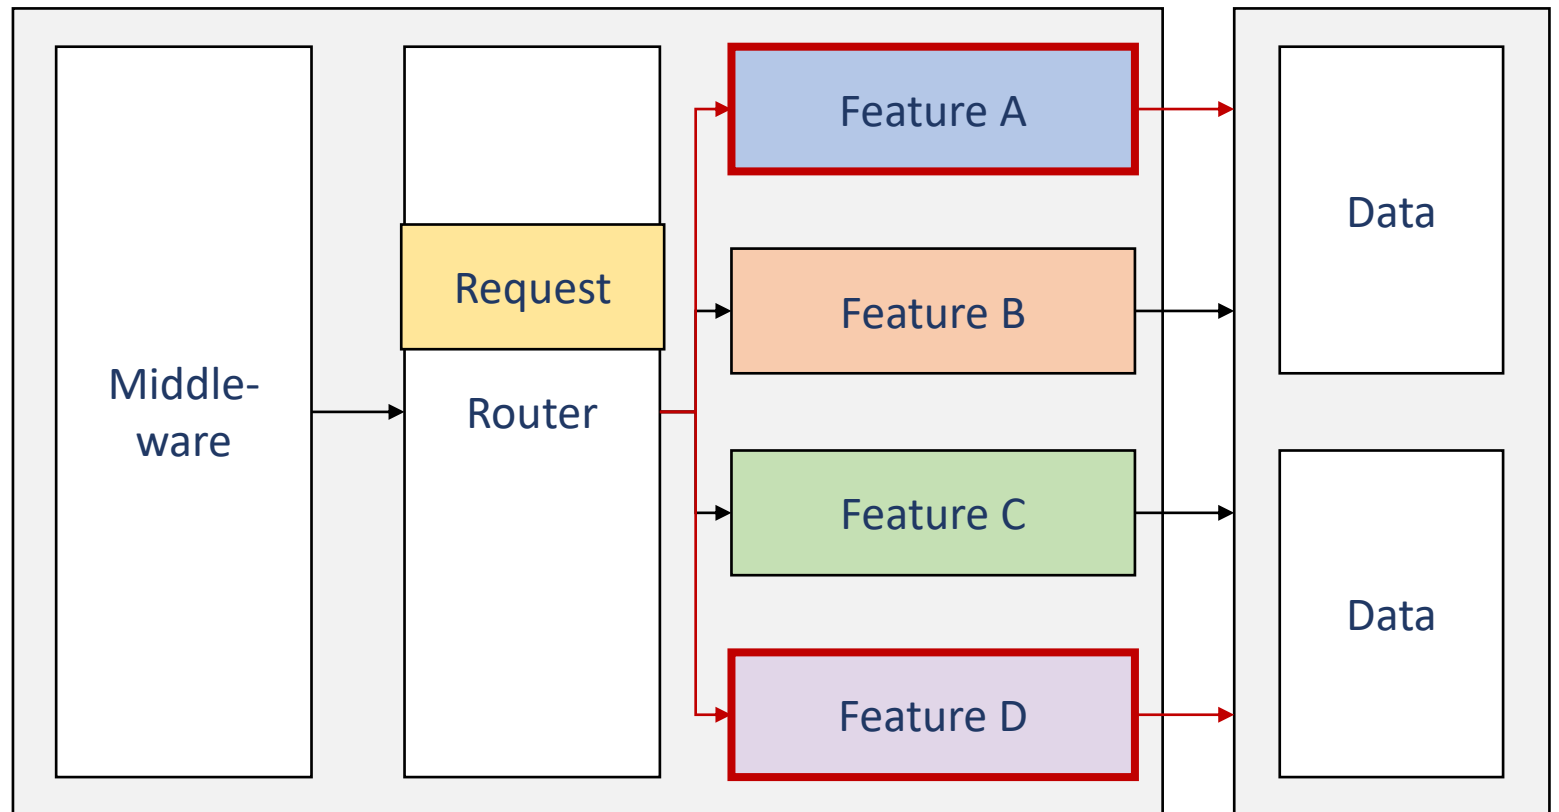 Middle-
ware
Request
Router
Feature A
Feature B
Feature C
Feature D
Data
Data